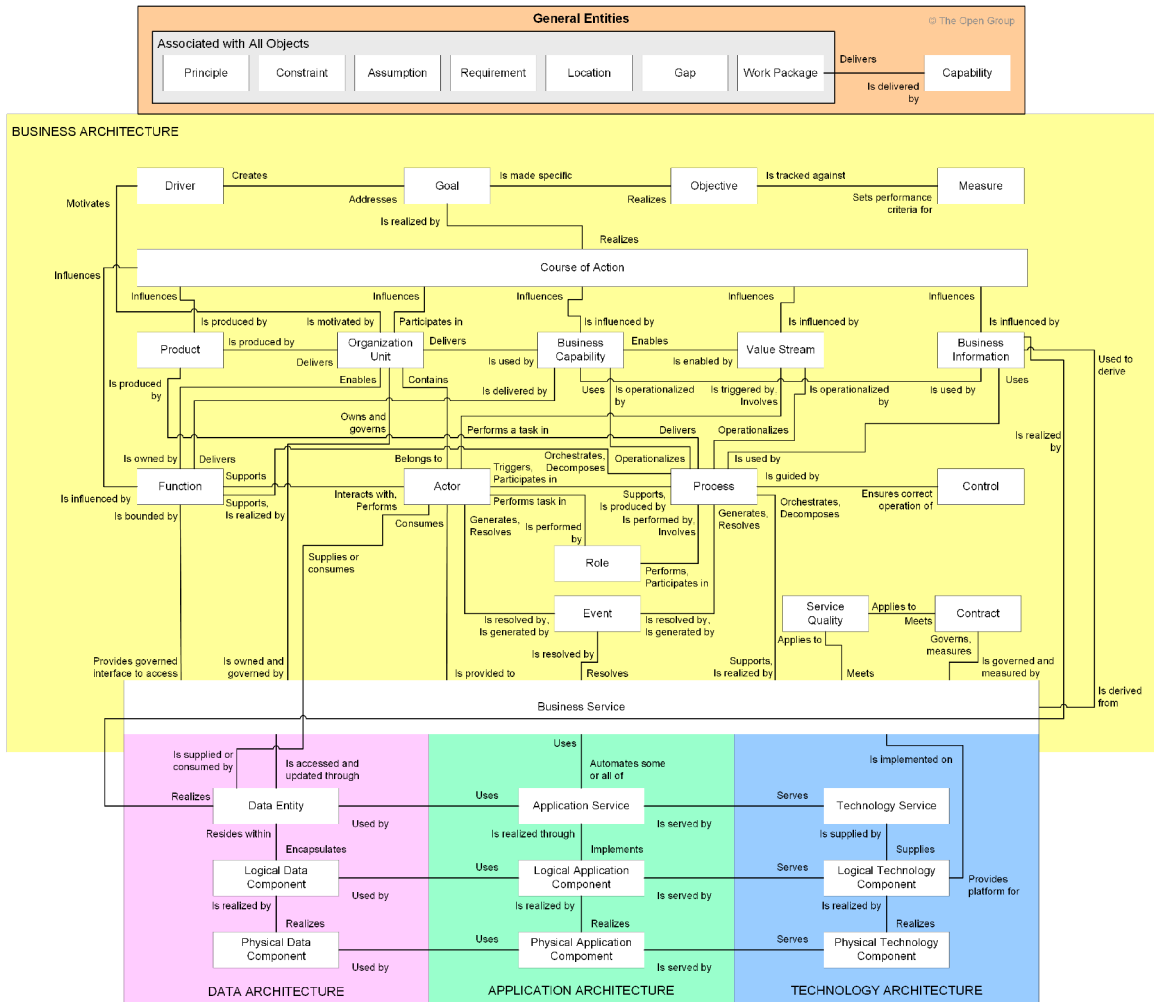 General Entities
© The Open Group
Associated with All Objects
Principle
Constraint
Assumption
Requirement
Location
Gap
Work Package
Delivers
Is delivered
by
Capability
BUSINESS ARCHITECTURE
Driver
Creates
Addresses
Goal
Is made specific
Realizes
Objective
Is tracked against
Sets performance
criteria for
Measure
Motivates
Is realized by
Realizes
Influences
Course of Action
Influences
Influences
Influences
Influences
Influences
Is produced by
Is motivated by
Participates in
Is influenced by
Is influenced by
Is influenced by
Product
Is produced by
Delivers
Organization
Unit
Delivers
Is used by
Business
Capability
Enables
Is enabled by
Value Stream
Business
Information
Used to
derive
Is produced
by
Enables
Contains
Is delivered by
Uses
Is operationalized
by
Is triggered by,
Involves
Is operationalized
by
Is used by
Uses
Owns and
governs
Performs a task in
Delivers
Operationalizes
Is realized
by
Is owned by
Delivers
Belongs to
Triggers,
Participates in
Orchestrates,
Decomposes
Operationalizes
Is used by
Function
Supports
Actor
Process
Is guided by
Control
Is influenced by
Is bounded by
Supports,
Is realized by
Interacts with,
Performs
Consumes
Performs task in
Generates,
Resolves
Is performed
by
Supports,
Is produced by
Is performed by,
Involves
Generates,
Resolves
Orchestrates,
Decomposes
Ensures correct
operation of
Supplies or
consumes
Role
Performs,
Participates in
Event
Is resolved by,
Is generated by
Is resolved by,
Is generated by
Is resolved by
Service
Quality
Applies to
Meets
Contract
Applies to
Governs,
measures
Provides governed
interface to access
Is owned and
governed by
Is provided to
Resolves
Supports,
Is realized by
Meets
Is governed and
measured by
Business Service
Is derived
from
Is supplied or
consumed by
Is accessed and
updated through
Uses
Automates some
or all of
Is implemented on
Realizes
Data Entity
Uses
Used by
Application Service
Serves
Is served by
Technology Service
Resides within
Encapsulates
Is realized through
Implements
Is supplied by
Supplies
Logical Data
Component
Uses
Used by
Logical Application
Component
Serves
Is served by
Logical Technology
Component
Provides
platform for
Is realized by
Realizes
Is realized by
Realizes
Is realized by
Realizes
Physical Data
Component
Uses
Used by
Physical Application
Component
Serves
Is served by
Physical Technology
Component
DATA ARCHITECTURE
APPLICATION ARCHITECTURE
TECHNOLOGY ARCHITECTURE